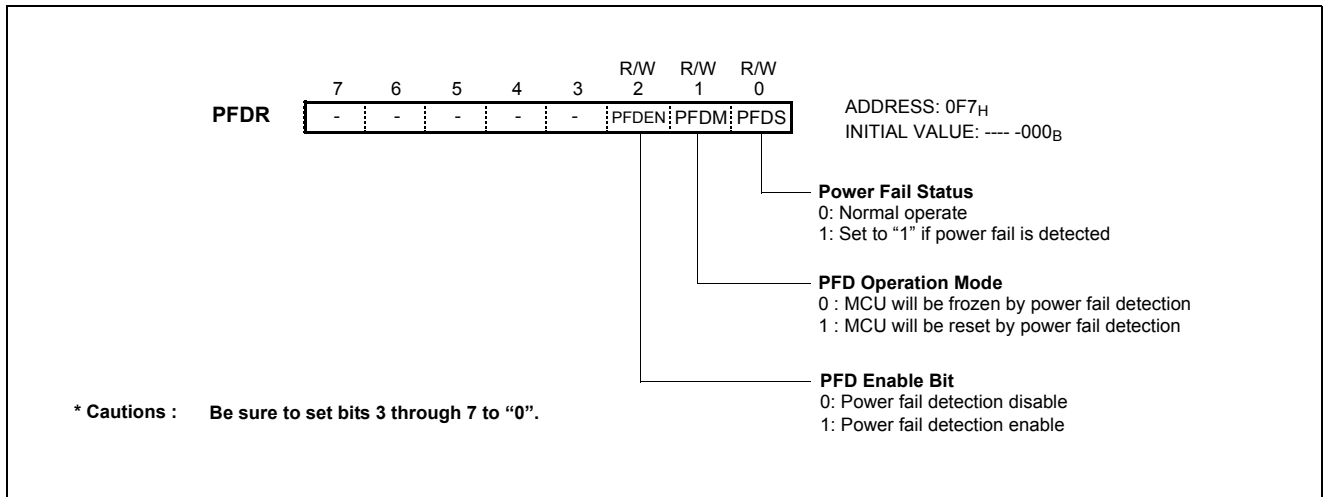 R/W R/W R/W
7 6 5 4 3 2 1 0
PFDR - - - - - PFDEN PFDM PFDS
ADDRESS: 0F7H
INITIAL VALUE: ---- -000B
Power Fail Status
0: Normal operate
1: Set to “1” if power fail is detected
PFD Operation Mode
0 : MCU will be frozen by power fail detection
1 : MCU will be reset by power fail detection
PFD Enable Bit
0: Power fail detection disable
1: Power fail detection enable
* Cautions : Be sure to set bits 3 through 7 to “0”.